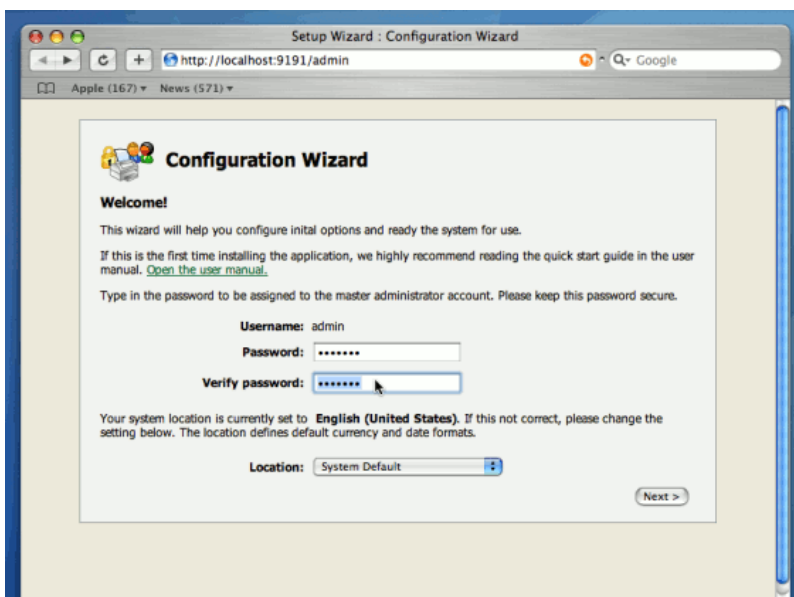 Setup Wizard : Configuration Wizard
http://localhost:9191/admin
Google
Apple (167) News (571)
Configuration Wizard
Welcome!
This wizard will help you configure inital options and ready the system for use.
If this is the first time installing the application, we highly recommend reading the quick start guide in the user
manual. Open the user manual.
Type in the password to be assigned to the master administrator account. Please keep this password secure.
Username: admin
Password: •••••••
Verify password: •••••••
Your system location is currently set to English (United States). If this not correct, please change the
setting below. The location defines default currency and date formats.
Location: System Default
Next >